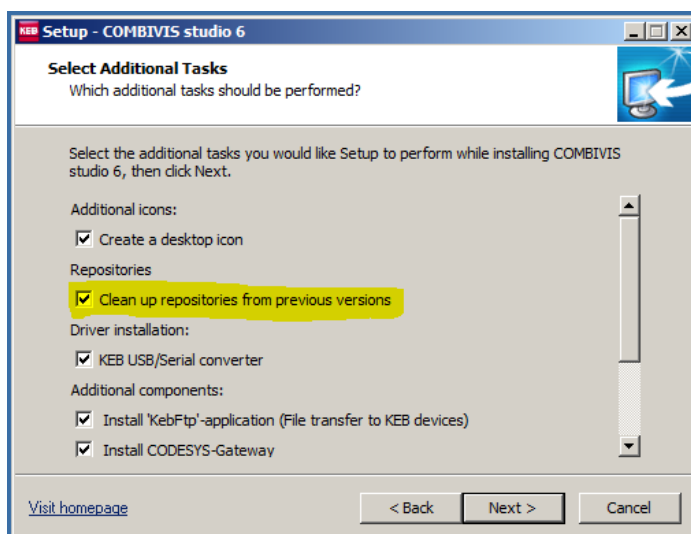 KEB Setup - COMBIVIS studio 6
Select Additional Tasks
Which additional tasks should be performed?
Select the additional tasks you would like Setup to perform while installing COMBIVIS
studio 6, then click Next.
Additional icons:
Create a desktop icon
Repositories
Clean up repositories from previous versions
Driver installation:
KEB USB/Serial converter
Additional components:
Install 'KebFtp'-application (File transfer to KEB devices)
Install CODESYS-Gateway
Visit homepage
< Back Next > Cancel